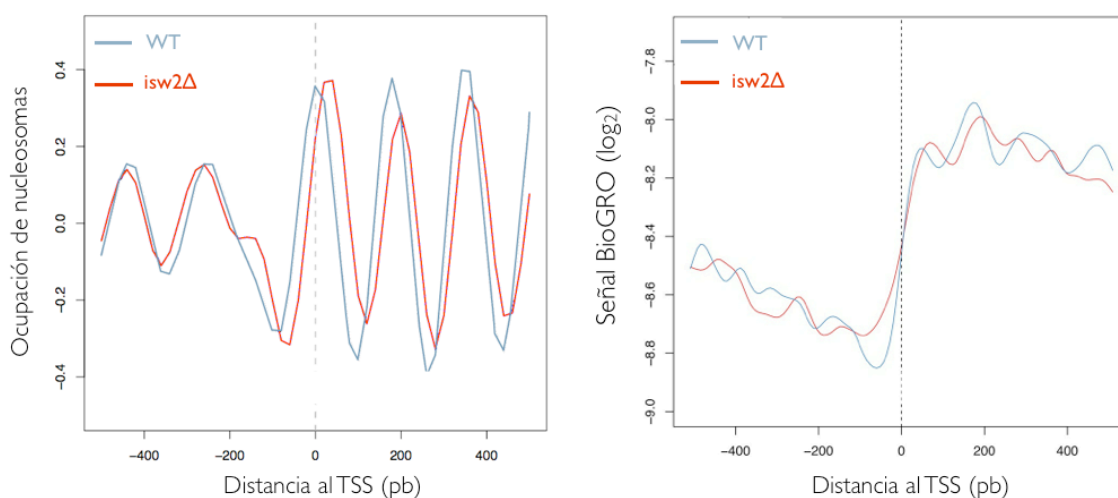 WT
isw2Δ
Ocupación de nucleosomas
0.4
0.2
0.0
-0.2
-0.4
-400
-200
0
200
400
Distancia al TSS (pb)
WT
isw2Δ
Señal BioGRO (log2)
-7.8
-8.0
-8.2
-8.4
-8.6
-8.8
-9.0
-400
-200
0
200
400
Distancia al TSS (pb)